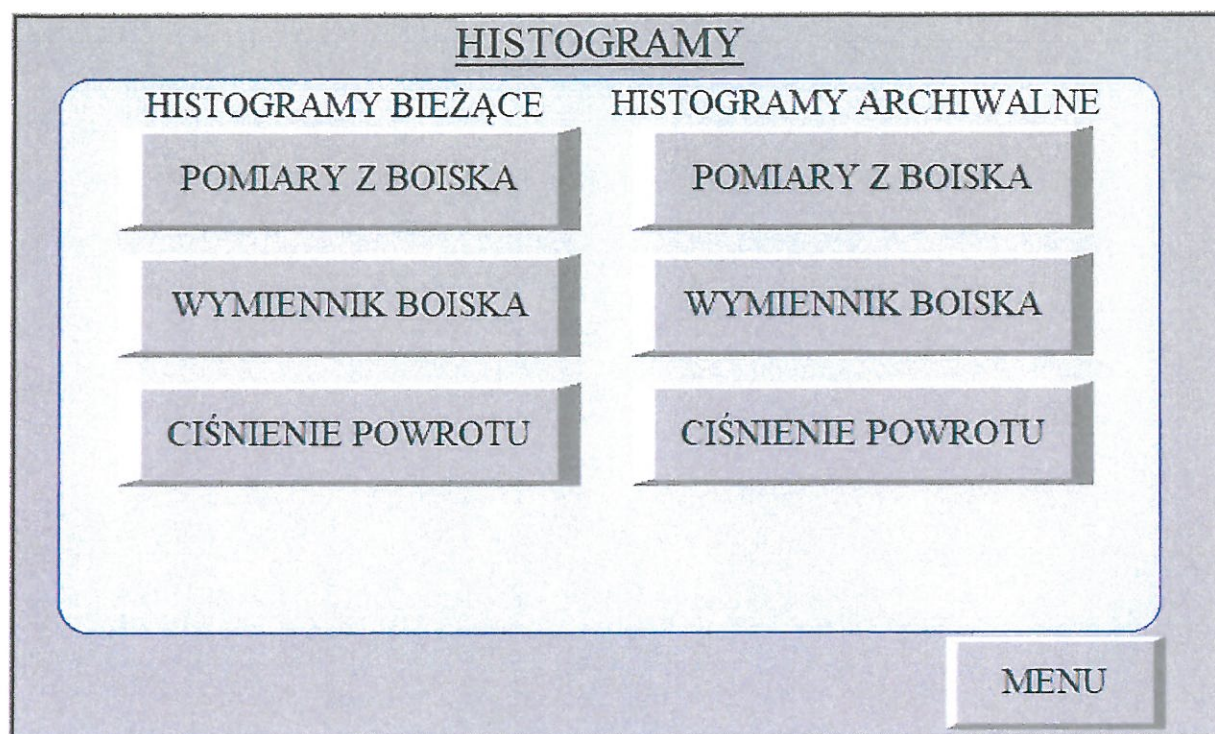 HISTOGRAMY
HISTOGRAMY BIEŻĄCE
POMIARY Z BOISKA
WYMIENNIK BOISKA
CIŚNIENIE POWROTU
HISTOGRAMY ARCHIWALNE
POMIARY Z BOISKA
WYMIENNIK BOISKA
CIŚNIENIE POWROTU
MENU